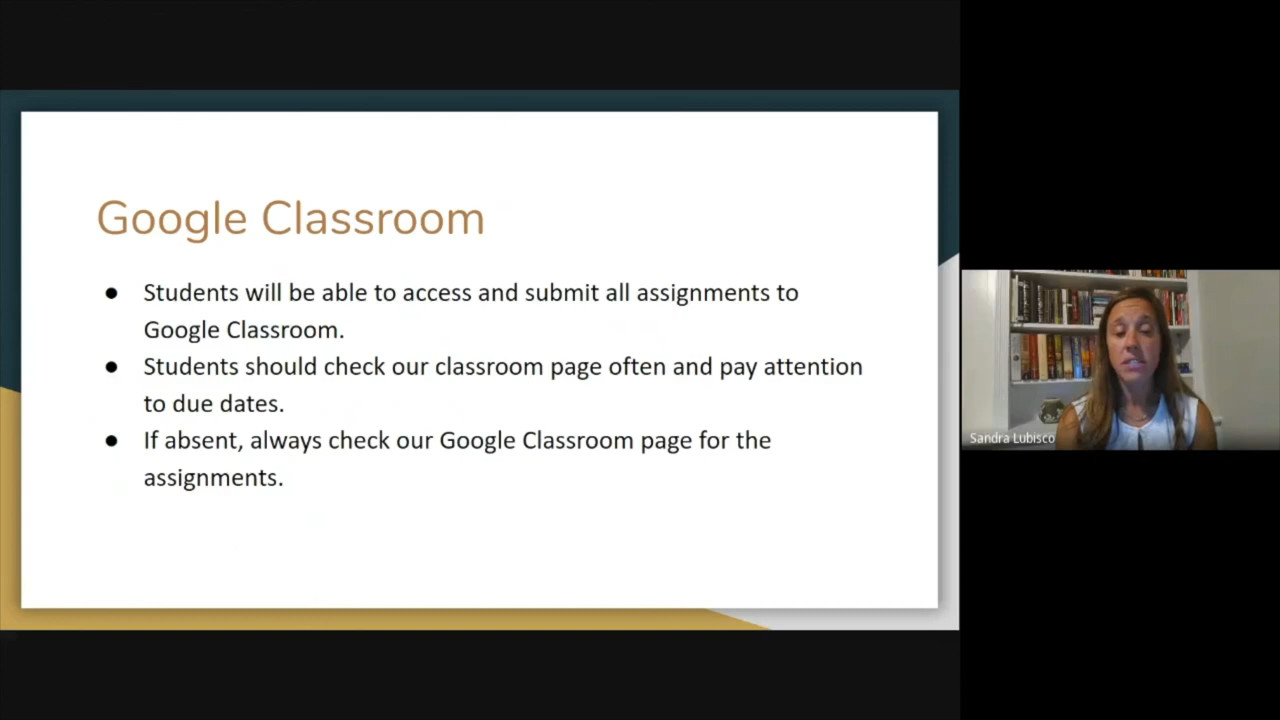 Google Classroom
● Students will be able to access and submit all assignments to
Google Classroom.
● Students should check our classroom page often and pay attention
to due dates.
● If absent, always check our Google Classroom page for the
assignments.
Sandra Lubisco